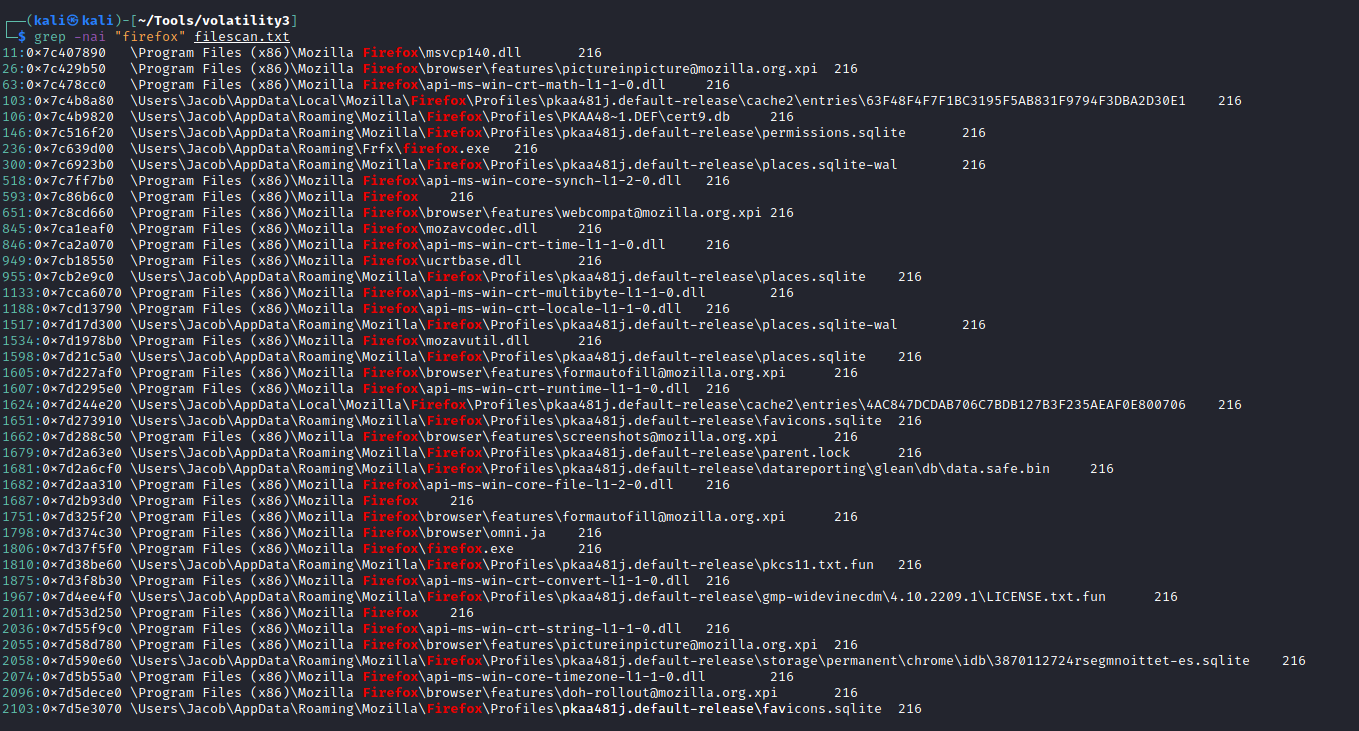 ┌──(kali㉿kali)-[~/Tools/volatility3]
└─$ grep -nai "firefox" filescan.txt
11:0×7c407890 \Program Files (x86)\Mozilla Firefox\msvcp140.dll 216
26:0×7c429b50 \Program Files (x86)\Mozilla Firefox\browser\features\pictureinpicture@mozilla.org.xpi 216
63:0×7c478cc0 \Program Files (x86)\Mozilla Firefox\api-ms-win-crt-math-l1-1-0.dll 216
103:0×7c4b8a80 \Users\Jacob\AppData\Local\Mozilla\Firefox\Profiles\pkaa481j.default-release\cache2\entries\63F48F4F7F1BC3195F5AB831F9794F3DBA2D30E1 216
106:0×7c4b9820 \Users\Jacob\AppData\Roaming\Mozilla\Firefox\Profiles\PKAA48~1.DEF\cert9.db 216
146:0×7c516f20 \Users\Jacob\AppData\Roaming\Mozilla\Firefox\Profiles\pkaa481j.default-release\permissions.sqlite 216
236:0×7c639d00 \Users\Jacob\AppData\Roaming\Frfx\firefox.exe 216
300:0×7c6923b0 \Users\Jacob\AppData\Roaming\Mozilla\Firefox\Profiles\pkaa481j.default-release\places.sqlite-wal 216
518:0×7c7ff7b0 \Program Files (x86)\Mozilla Firefox\api-ms-win-core-synch-l1-2-0.dll 216
593:0×7c86b6c0 \Program Files (x86)\Mozilla Firefox 216
651:0×7c8cd660 \Program Files (x86)\Mozilla Firefox\browser\features\webcompat@mozilla.org.xpi 216
845:0×7ca1eaf0 \Program Files (x86)\Mozilla Firefox\mozavcodec.dll 216
846:0×7ca2a070 \Program Files (x86)\Mozilla Firefox\api-ms-win-crt-time-l1-1-0.dll 216
949:0×7cb18550 \Program Files (x86)\Mozilla Firefox\ucrtbase.dll 216
955:0×7cb2e9c0 \Users\Jacob\AppData\Roaming\Mozilla\Firefox\Profiles\pkaa481j.default-release\places.sqlite 216
1133:0×7cca6070 \Program Files (x86)\Mozilla Firefox\api-ms-win-crt-multibyte-l1-1-0.dll 216
1188:0×7cd13790 \Program Files (x86)\Mozilla Firefox\api-ms-win-crt-locale-l1-1-0.dll 216
1517:0×7d17d300 \Users\Jacob\AppData\Roaming\Mozilla\Firefox\Profiles\pkaa481j.default-release\places.sqlite-wal 216
1534:0×7d1978b0 \Program Files (x86)\Mozilla Firefox\mozavutil.dll 216
1598:0×7d21c5a0 \Users\Jacob\AppData\Roaming\Mozilla\Firefox\Profiles\pkaa481j.default-release\places.sqlite 216
1605:0×7d227af0 \Program Files (x86)\Mozilla Firefox\browser\features\formautofill@mozilla.org.xpi 216
1607:0×7d2295e0 \Program Files (x86)\Mozilla Firefox\api-ms-win-crt-runtime-l1-1-0.dll 216
1624:0×7d244e20 \Users\Jacob\AppData\Local\Mozilla\Firefox\Profiles\pkaa481j.default-release\cache2\entries\4AC847DCDAB706C7BDB127B3F235AEAF0E800706 216
1651:0×7d273910 \Users\Jacob\AppData\Roaming\Mozilla\Firefox\Profiles\pkaa481j.default-release\favicons.sqlite 216
1662:0×7d288c50 \Program Files (x86)\Mozilla Firefox\browser\features\screenshots@mozilla.org.xpi 216
1679:0×7d2a63e0 \Users\Jacob\AppData\Roaming\Mozilla\Firefox\Profiles\pkaa481j.default-release\parent.lock 216
1681:0×7d2a6cf0 \Users\Jacob\AppData\Roaming\Mozilla\Firefox\Profiles\pkaa481j.default-release\datareporting\glean\db\data.safe.bin 216
1682:0×7d2aa310 \Program Files (x86)\Mozilla Firefox\api-ms-win-core-file-l1-2-0.dll 216
1687:0×7d2b93d0 \Program Files (x86)\Mozilla Firefox 216
1751:0×7d325f20 \Program Files (x86)\Mozilla Firefox\browser\features\formautofill@mozilla.org.xpi 216
1798:0×7d374c30 \Program Files (x86)\Mozilla Firefox\browser\omni.ja 216
1806:0×7d37f5f0 \Program Files (x86)\Mozilla Firefox\firefox.exe 216
1810:0×7d38be60 \Users\Jacob\AppData\Roaming\Mozilla\Firefox\Profiles\pkaa481j.default-release\pkcs11.txt.fun 216
1875:0×7d3f8b30 \Program Files (x86)\Mozilla Firefox\api-ms-win-crt-convert-l1-1-0.dll 216
1967:0×7d4ee4f0 \Users\Jacob\AppData\Roaming\Mozilla\Firefox\Profiles\pkaa481j.default-release\gmp-widevinecdm\4.10.2209.1\LICENSE.txt.fun 216
2011:0×7d53d250 \Program Files (x86)\Mozilla Firefox 216
2036:0×7d55f9c0 \Program Files (x86)\Mozilla Firefox\api-ms-win-crt-string-l1-1-0.dll 216
2055:0×7d58d780 \Program Files (x86)\Mozilla Firefox\browser\features\pictureinpicture@mozilla.org.xpi 216
2058:0×7d590e60 \Users\Jacob\AppData\Roaming\Mozilla\Firefox\Profiles\pkaa481j.default-release\storage\permanent\chrome\idb\3870112724rsegmnoittet-es.sqlite 216
2074:0×7d5b55a0 \Program Files (x86)\Mozilla Firefox\api-ms-win-core-timezone-l1-1-0.dll 216
2096:0×7d5dece0 \Program Files (x86)\Mozilla Firefox\browser\features\doh-rollout@mozilla.org.xpi 216
2103:0×7d5e3070 \Users\Jacob\AppData\Roaming\Mozilla\Firefox\Profiles\pkaa481j.default-release\favicons.sqlite 216